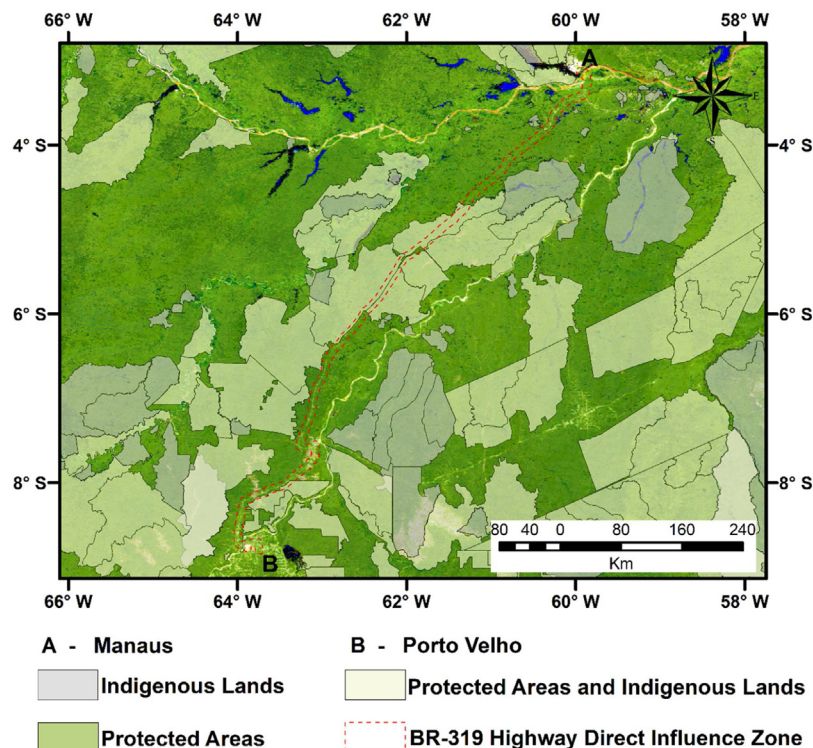 66° W 64° W 62° W 60° W 58° W
A
E
4° S 4° S
6° S 6° S
8° S 8° S
80 40 0 80 160 240
Km
B
66° W 64° W 62° W 60° W 58° W
A - Manaus B - Porto Velho
Indigenous Lands Protected Areas and Indigenous Lands
Protected Areas BR-319 Highway Direct Influence Zone